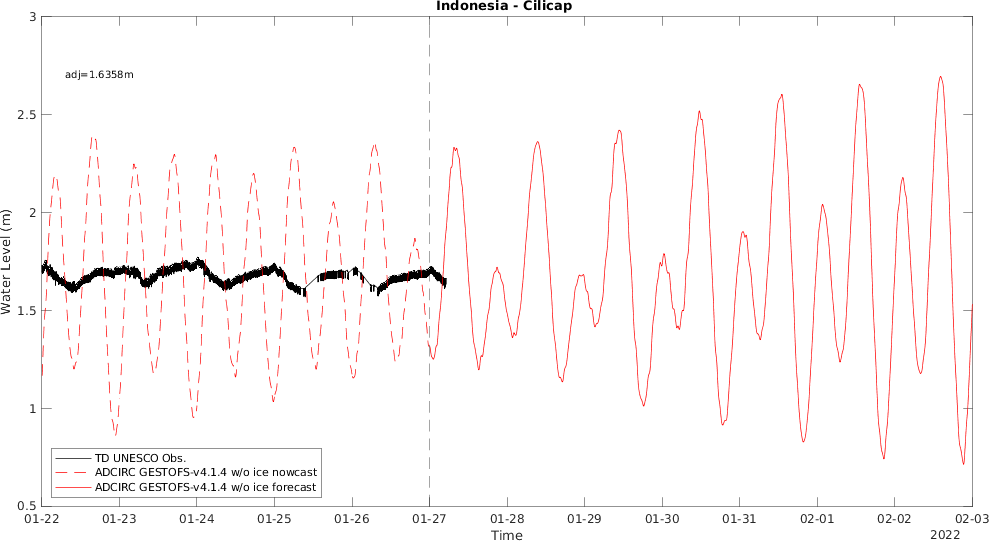 Indonesia - Cilicap
adj=1.6358m
Water Level (m)
3
2.5
2
1.5
1
0.5
TD UNESCO Obs.
ADCIRC GESTOFS-v4.1.4 w/o ice nowcast
ADCIRC GESTOFS-v4.1.4 w/o ice forecast
01-22 01-23 01-24 01-25 01-26 01-27 01-28 01-29 01-30 01-31 02-01 02-02 02-03
Time
2022